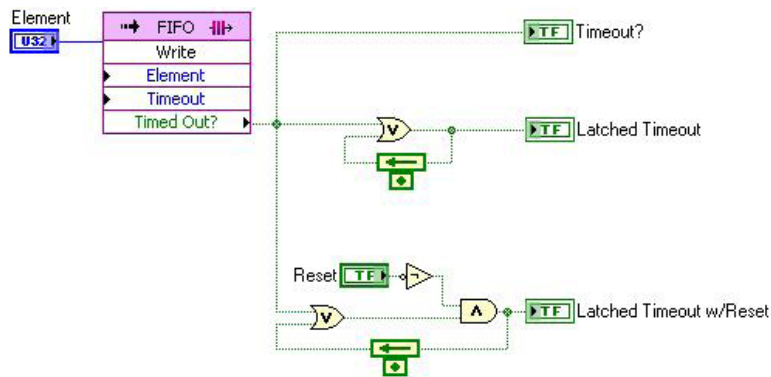 Element
U32
FIFO
Write
Element
Timeout
Timed Out?
TF
Timeout?
V
TF
Latched Timeout
Reset
TF
¬
V
Λ
TF
Latched Timeout w/Reset